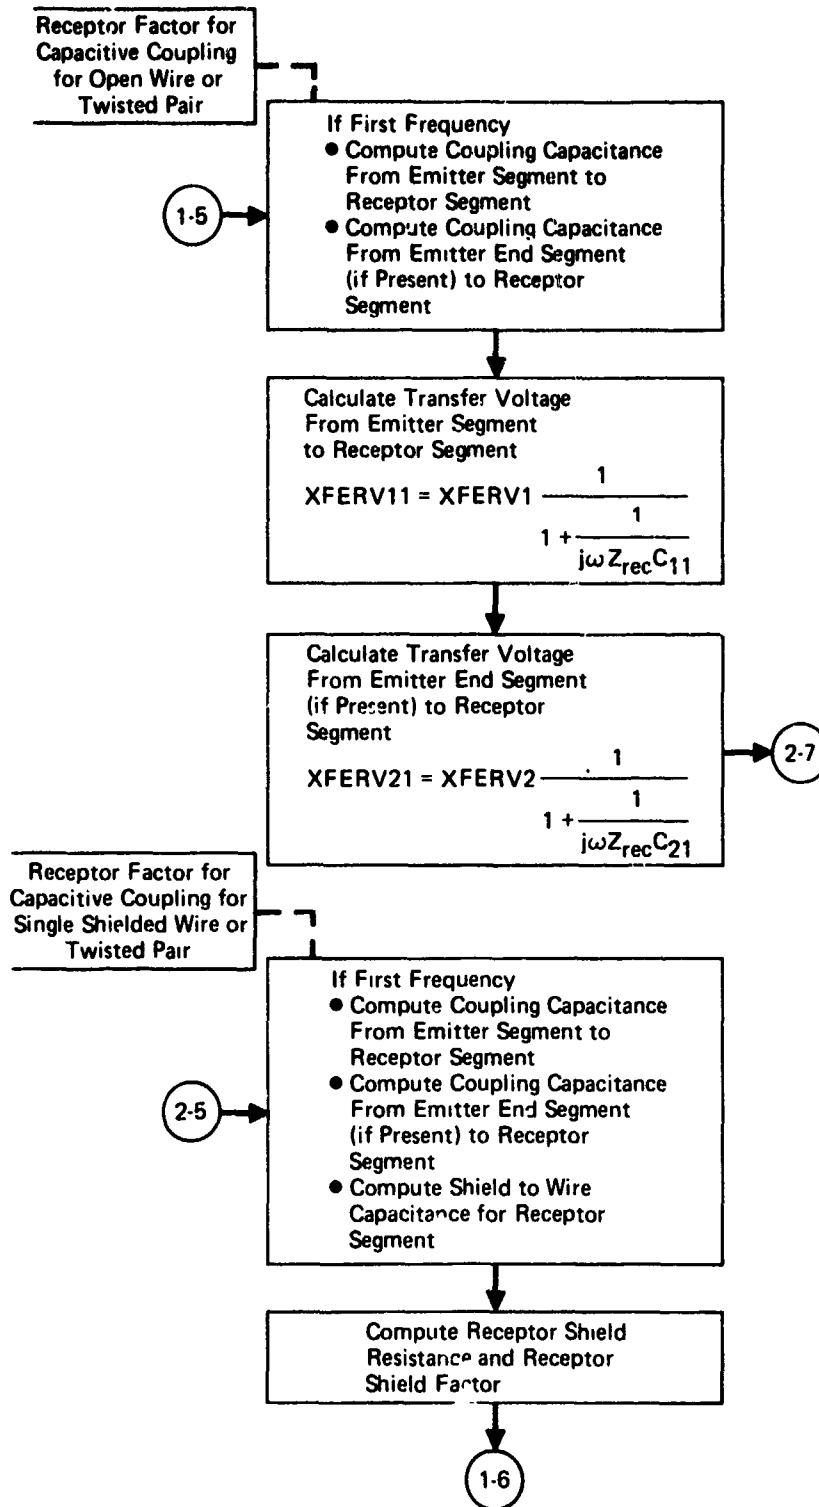 Receptor Factor for
Capacitive Coupling
for Open Wire or
Twisted Pair
If First Frequency
● Compute Coupling Capacitance
From Emitter Segment to
Receptor Segment
● Compute Coupling Capacitance
From Emitter End Segment
(if Present) to Receptor
Segment
1-5
Calculate Transfer Voltage
From Emitter Segment
to Receptor Segment
XFERV11 = XFERV1 1
1 + 1
jωZrecC11
Calculate Transfer Voltage
From Emitter End Segment
(if Present) to Receptor
Segment
XFERV21 = XFERV2 1
1 + 1
jωZrecC21
2-7
Receptor Factor for
Capacitive Coupling for
Single Shielded Wire or
Twisted Pair
If First Frequency
● Compute Coupling Capacitance
From Emitter Segment to
Receptor Segment
● Compute Coupling Capacitance
From Emitter End Segment
(if Present) to Receptor
Segment
● Compute Shield to Wire
Capacitance for Receptor
Segment
2-5
Compute Receptor Shield
Resistance and Receptor
Shield Factor
1-6